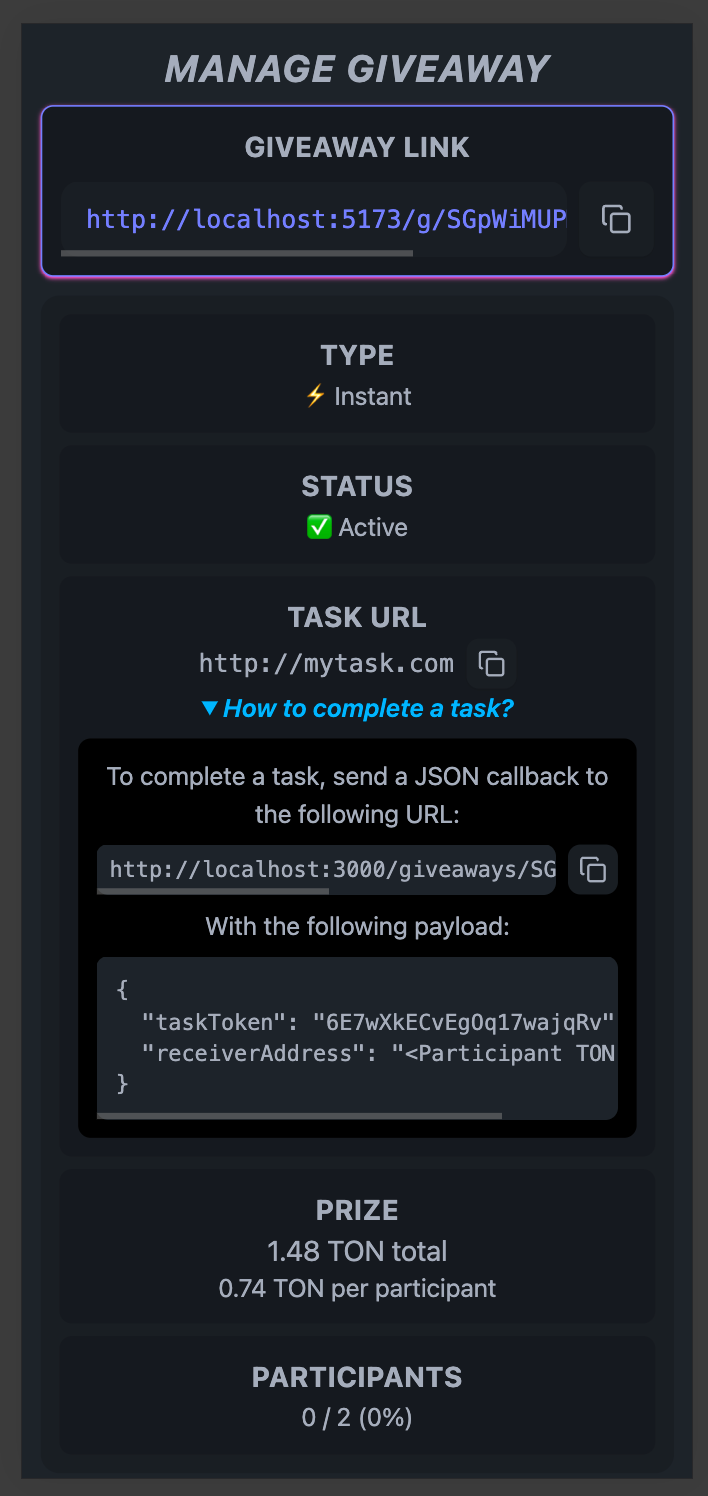 MANAGE GIVEAWAY
GIVEAWAY LINK
http://localhost:5173/g/SGpWiMUP
TYPE
⚡ Instant
STATUS
✅ Active
TASK URL
http://mytask.com
▼ How to complete a task?
To complete a task, send a JSON callback to
the following URL:
http://localhost:3000/giveaways/SG
With the following payload:
{
"taskToken": "6E7wXkECvEgOq17wajqRv"
"receiverAddress": "<Participant TON
}
PRIZE
1.48 TON total
0.74 TON per participant
PARTICIPANTS
0 / 2 (0%)